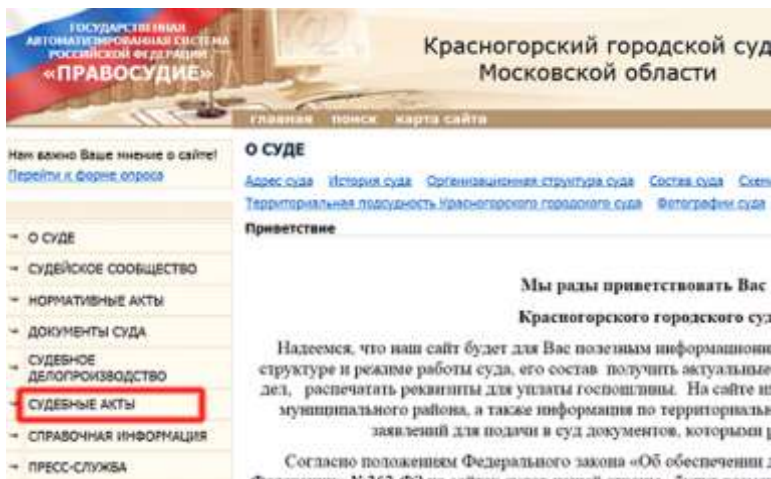 ГОСУДАРСТВЕННАЯ
АВТОМАТИЗИРОВАННАЯ СИСТЕМА
РОССИЙСКОЙ ФЕДЕРАЦИИ
«ПРАВОСУДИЕ»
Красногорский городской суд
Московской области
главная поиск карта сайта
Нам важно Ваше мнение о сайте!
Перейти к форме опроса
О СУДЕ
СУДЕЙСКОЕ СООБЩЕСТВО
НОРМАТИВНЫЕ АКТЫ
ДОКУМЕНТЫ СУДА
СУДЕБНОЕ
ДЕЛОПРОИЗВОДСТВО
СУДЕБНЫЕ АКТЫ
СПРАВОЧНАЯ ИНФОРМАЦИЯ
ПРЕСС-СЛУЖБА
О СУДЕ
Адрес суда История суда Организационная структура суда Состав суда
Территориальная подсудность Красногорского городского суда Фотографии суда
Приветствие
Мы рады приветствовать Вас
Красногорского городского
Надеемся, что наш сайт будет для Вас полезным
структуре и режиме работы суда, его состав получить актуальные
дел, распечатать реквизиты для уплаты госпошлины. На сайте
муниципального района, а также информация по
заявлений для подачи в суд документов, которыми
Согласно положениям Федерального закона «Об обеспечении